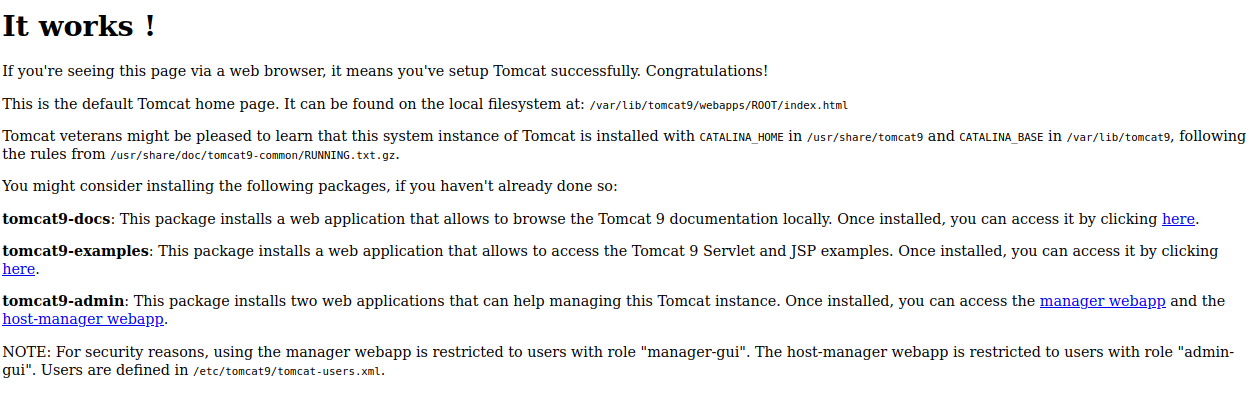 It works !
If you're seeing this page via a web browser, it means you've setup Tomcat successfully. Congratulations!
This is the default Tomcat home page. It can be found on the local filesystem at: /var/lib/tomcat9/webapps/ROOT/index.html
Tomcat veterans might be pleased to learn that this system instance of Tomcat is installed with CATALINA_HOME in /usr/share/tomcat9 and CATALINA_BASE in /var/lib/tomcat9, following
the rules from /usr/share/doc/tomcat9-common/RUNNING.txt.gz.
You might consider installing the following packages, if you haven't already done so:
tomcat9-docs: This package installs a web application that allows to browse the Tomcat 9 documentation locally. Once installed, you can access it by clicking here.
tomcat9-examples: This package installs a web application that allows to access the Tomcat 9 Servlet and JSP examples. Once installed, you can access it by clicking
here.
tomcat9-admin: This package installs two web applications that can help managing this Tomcat instance. Once installed, you can access the manager webapp and the
host-manager webapp.
NOTE: For security reasons, using the manager webapp is restricted to users with role "manager-gui". The host-manager webapp is restricted to users with role "admin-
gui". Users are defined in /etc/tomcat9/tomcat-users.xml.